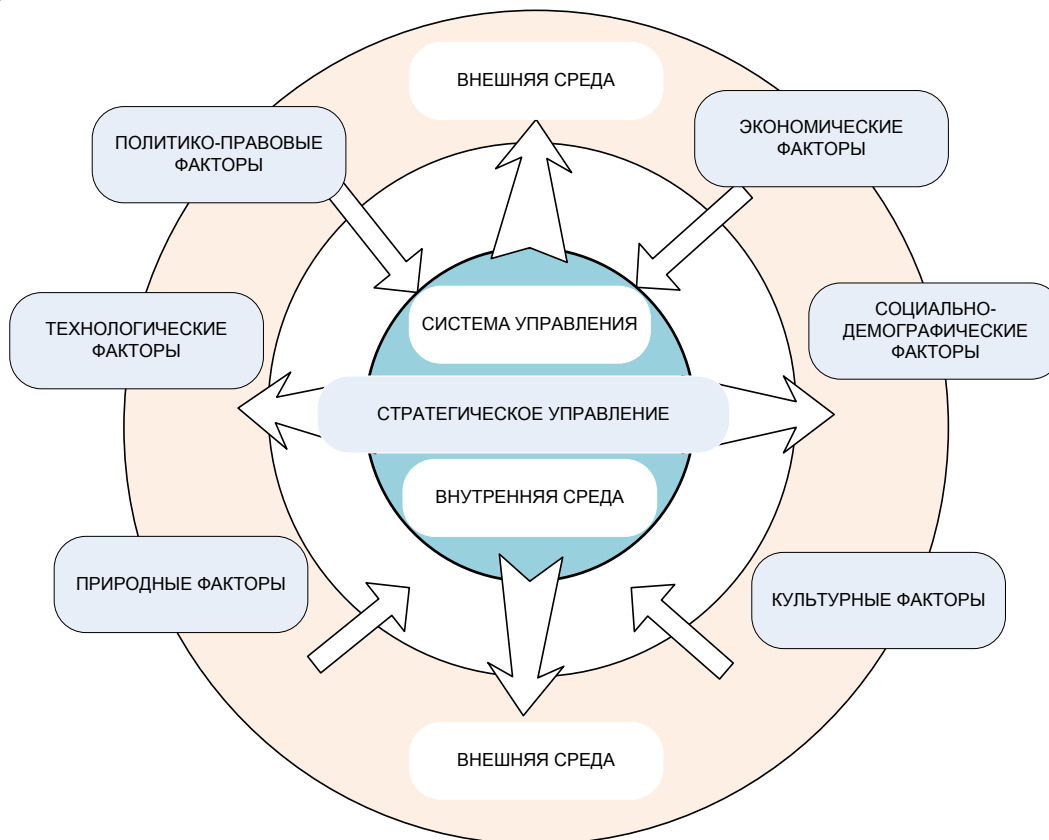 ВНЕШНЯЯ СРЕДА
ПОЛИТИКО-ПРАВОВЫЕ
ФАКТОРЫ
ЭКОНОМИЧЕСКИЕ
ФАКТОРЫ
СИСТЕМА УПРАВЛЕНИЯ
ТЕХНОЛОГИЧЕСКИЕ
ФАКТОРЫ
СОЦИАЛЬНО-
ДЕМОГРАФИЧЕСКИЕ
ФАКТОРЫ
СТРАТЕГИЧЕСКОЕ УПРАВЛЕНИЕ
ВНУТРЕННЯЯ СРЕДА
ПРИРОДНЫЕ ФАКТОРЫ
КУЛЬТУРНЫЕ ФАКТОРЫ
ВНЕШНЯЯ СРЕДА